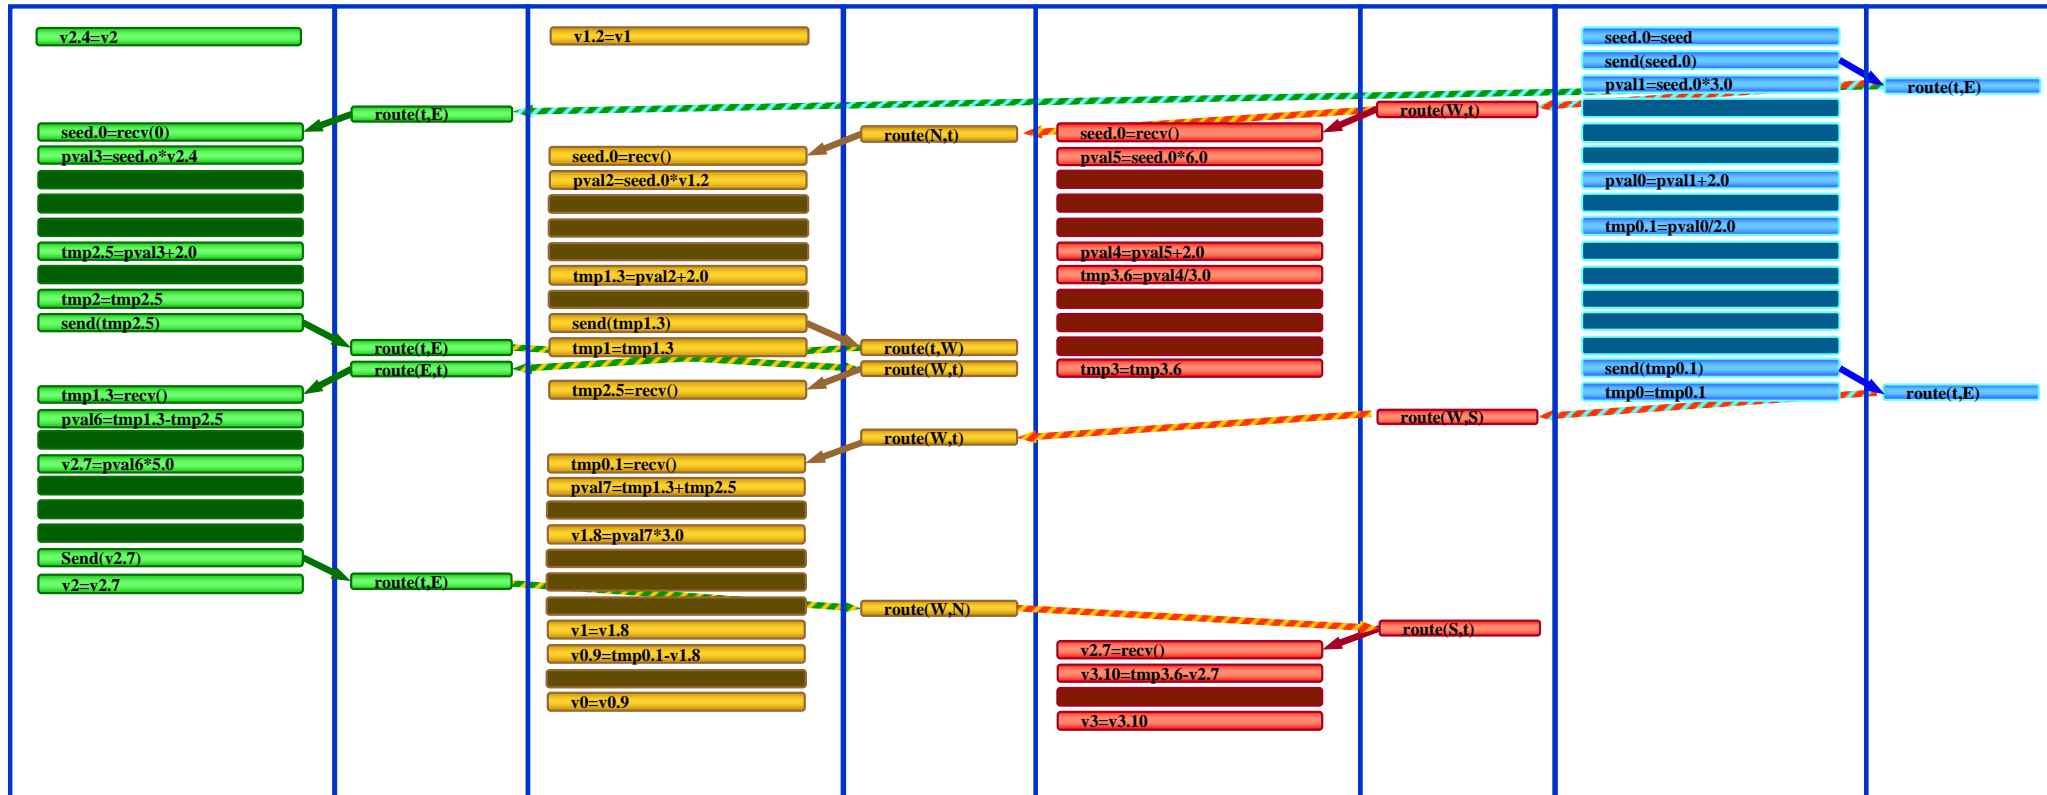 v2.4=v2
seed.0=recv(0)
pval3=seed.o*v2.4
tmp2.5=pval3+2.0
tmp2=tmp2.5
send(tmp2.5)
tmp1.3=recv()
pval6=tmp1.3-tmp2.5
v2.7=pval6*5.0
Send(v2.7)
v2=v2.7
route(t,E)
route(t,E)
route(E,t)
route(t,E)
v1.2=v1
seed.0=recv()
pval2=seed.0*v1.2
tmp1.3=pval2+2.0
send(tmp1.3)
tmp1=tmp1.3
tmp2.5=recv()
tmp0.1=recv()
pval7=tmp1.3+tmp2.5
v1.8=pval7*3.0
v1=v1.8
v0.9=tmp0.1-v1.8
v0=v0.9
route(N,t)
route(t,W)
route(W,t)
route(W,t)
route(W,N)
seed.0=recv()
pval5=seed.0*6.0
pval4=pval5+2.0
tmp3.6=pval4/3.0
tmp3=tmp3.6
v2.7=recv()
v3.10=tmp3.6-v2.7
v3=v3.10
route(W,t)
route(W,S)
route(S,t)
seed.0=seed
send(seed.0)
pval1=seed.0*3.0
pval0=pval1+2.0
tmp0.1=pval0/2.0
send(tmp0.1)
tmp0=tmp0.1
route(t,E)
route(t,E)